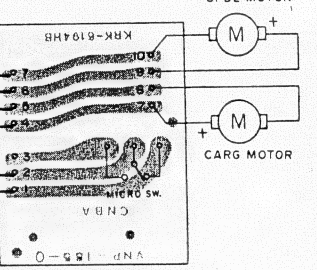 M
+
KRK-6194HB
10
7
9
6
8
5
7
4
M
+
CARG MOTOR
3
2
1
MICRO SW.
CNBA
VNP-185-0